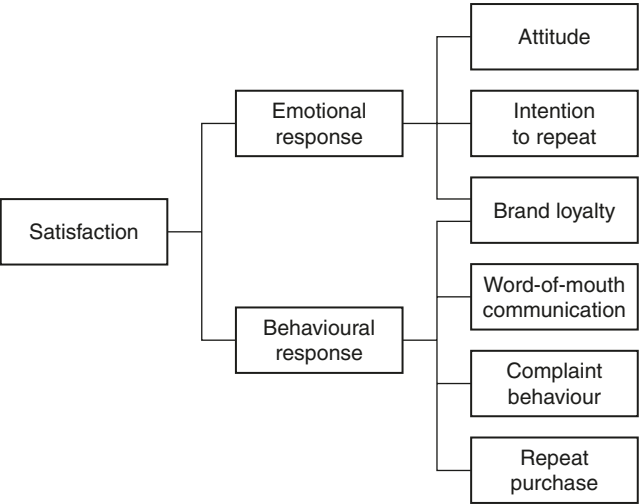 Satisfaction
Emotional
response
Behavioural
response
Attitude
Intention
to repeat
Brand loyalty
Word-of-mouth
communication
Complaint
behaviour
Repeat
purchase